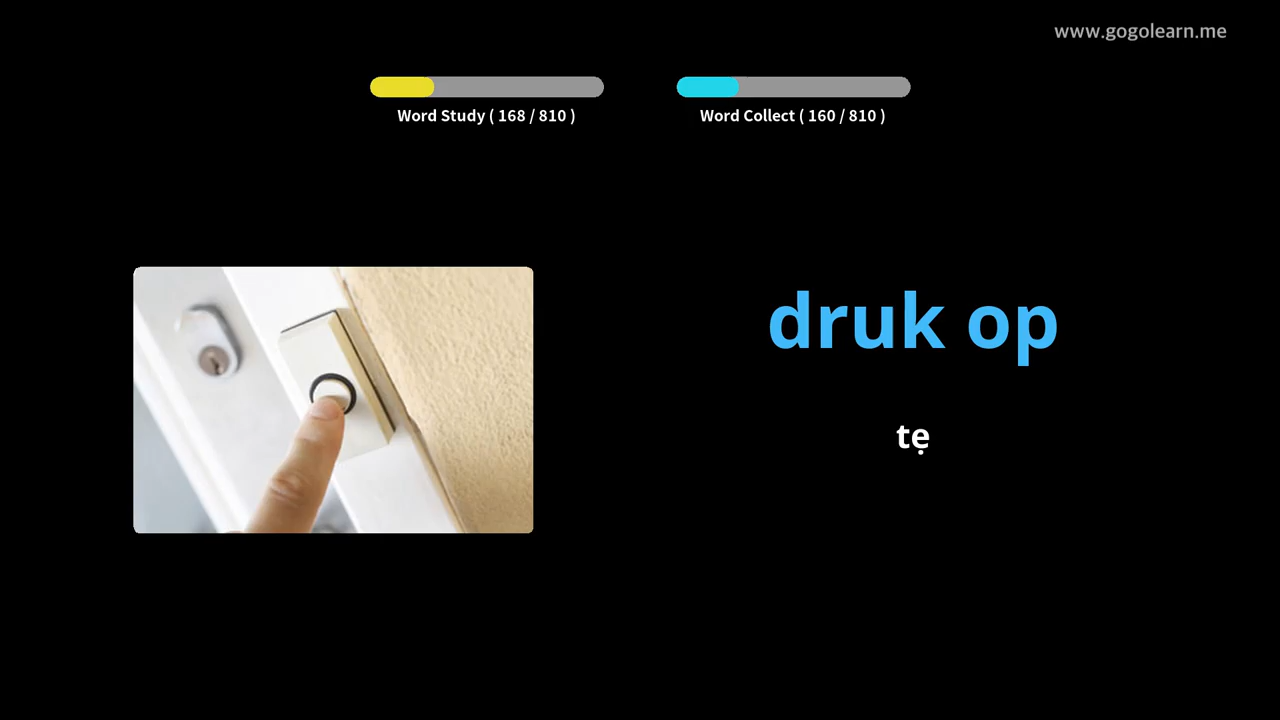 www.gogolearn.me
Word Study ( 168 / 810 )
Word Collect ( 160 / 810 )
druk op
tẹ